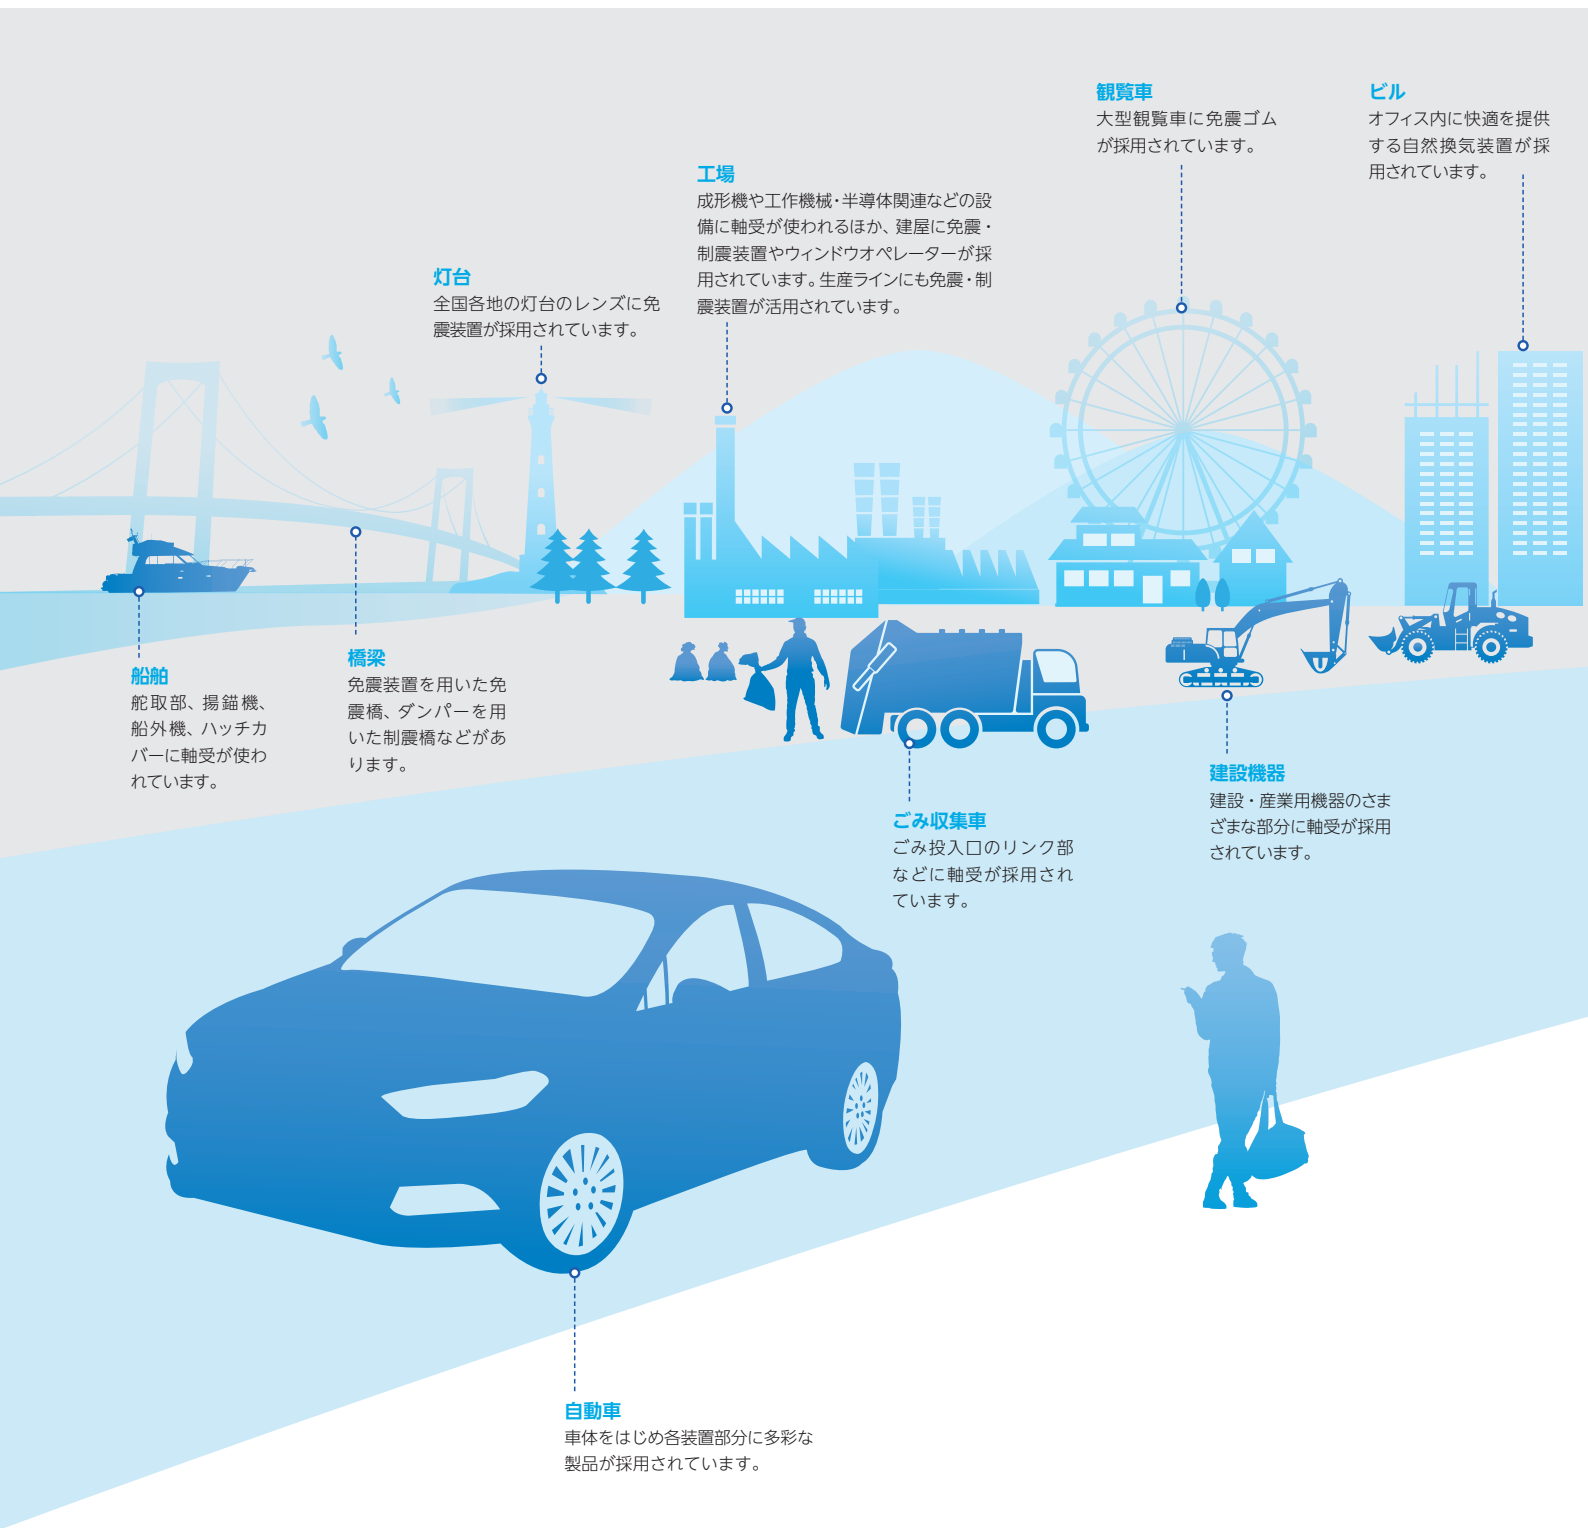 観覧車
大型観覧車に免震ゴム
が採用されています。
ビル
オフィス内に快適を提供
する自然換気装置が採
用されています。
工場
成形機や工作機械・半導体関連などの設
備に軸受が使われるほか、建屋に免震・
制震装置やウィンドウオペレーターが採
用されています。生産ラインにも免震・制
震装置が活用されています。
灯台
全国各地の灯台のレンズに免
震装置が採用されています。
船舶
舵取部、揚錨機、
船外機、ハッチカ
バーに軸受が使わ
れています。
橋梁
免震装置を用いた免
震橋、ダンパーを用
いた制震橋などがあ
ります。
ごみ収集車
ごみ投入口のリンク部
などに軸受が採用され
ています。
建設機器
建設・産業用機器のさま
ざまな部分に軸受が採用
されています。
自動車
車体をはじめ各装置部分に多彩な
製品が採用されています。